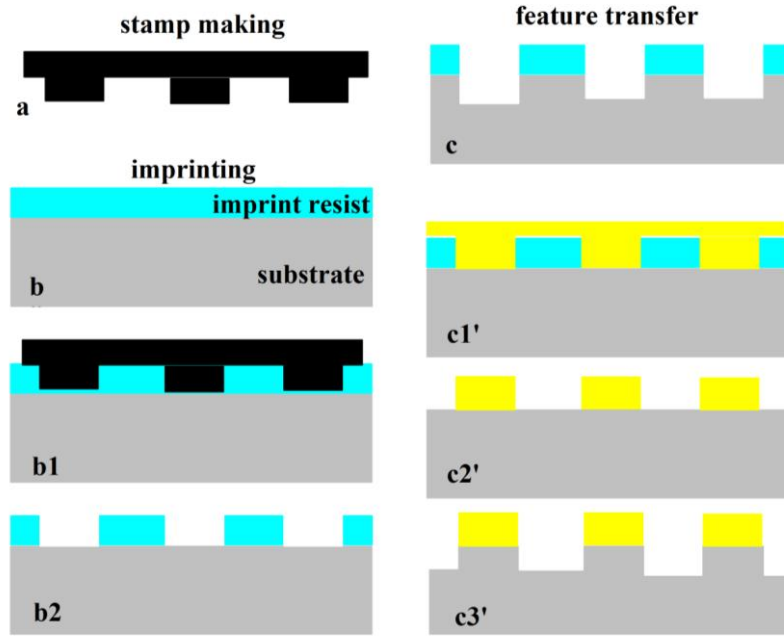 stamp making
a
imprinting
imprint resist
substrate
b
b1
b2
feature transfer
c
c1'
c2'
c3'